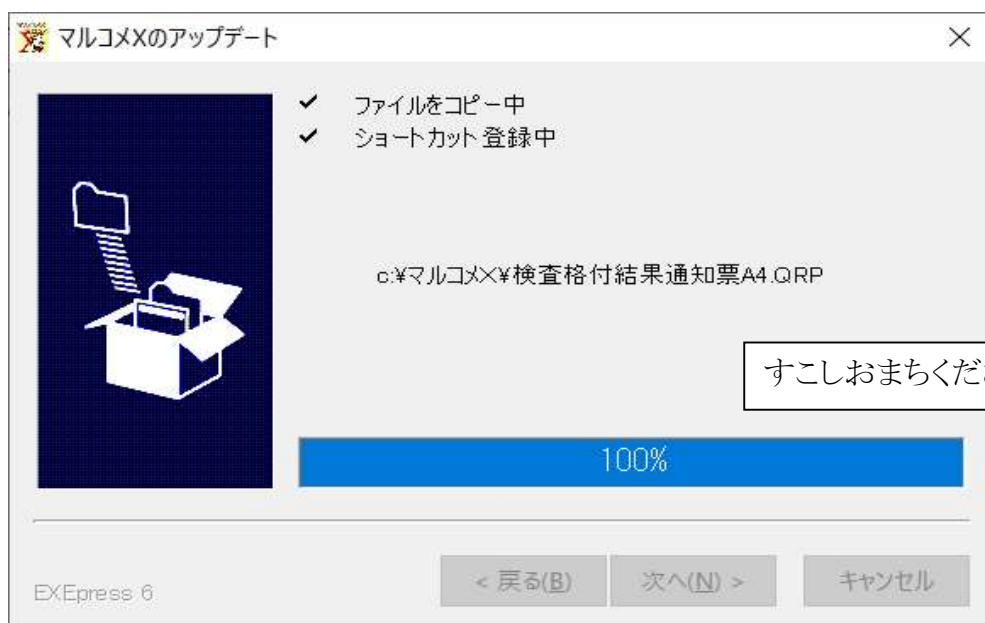 マルコメXのアップデート
ファイルをコピー中
ショートカット登録中
c:¥マルコメX¥検査格付結果通知票A4.QRP
すこしおまちくだ
100%
EXEpress 6
< 戻る(B)
次へ(N) >
キャンセル